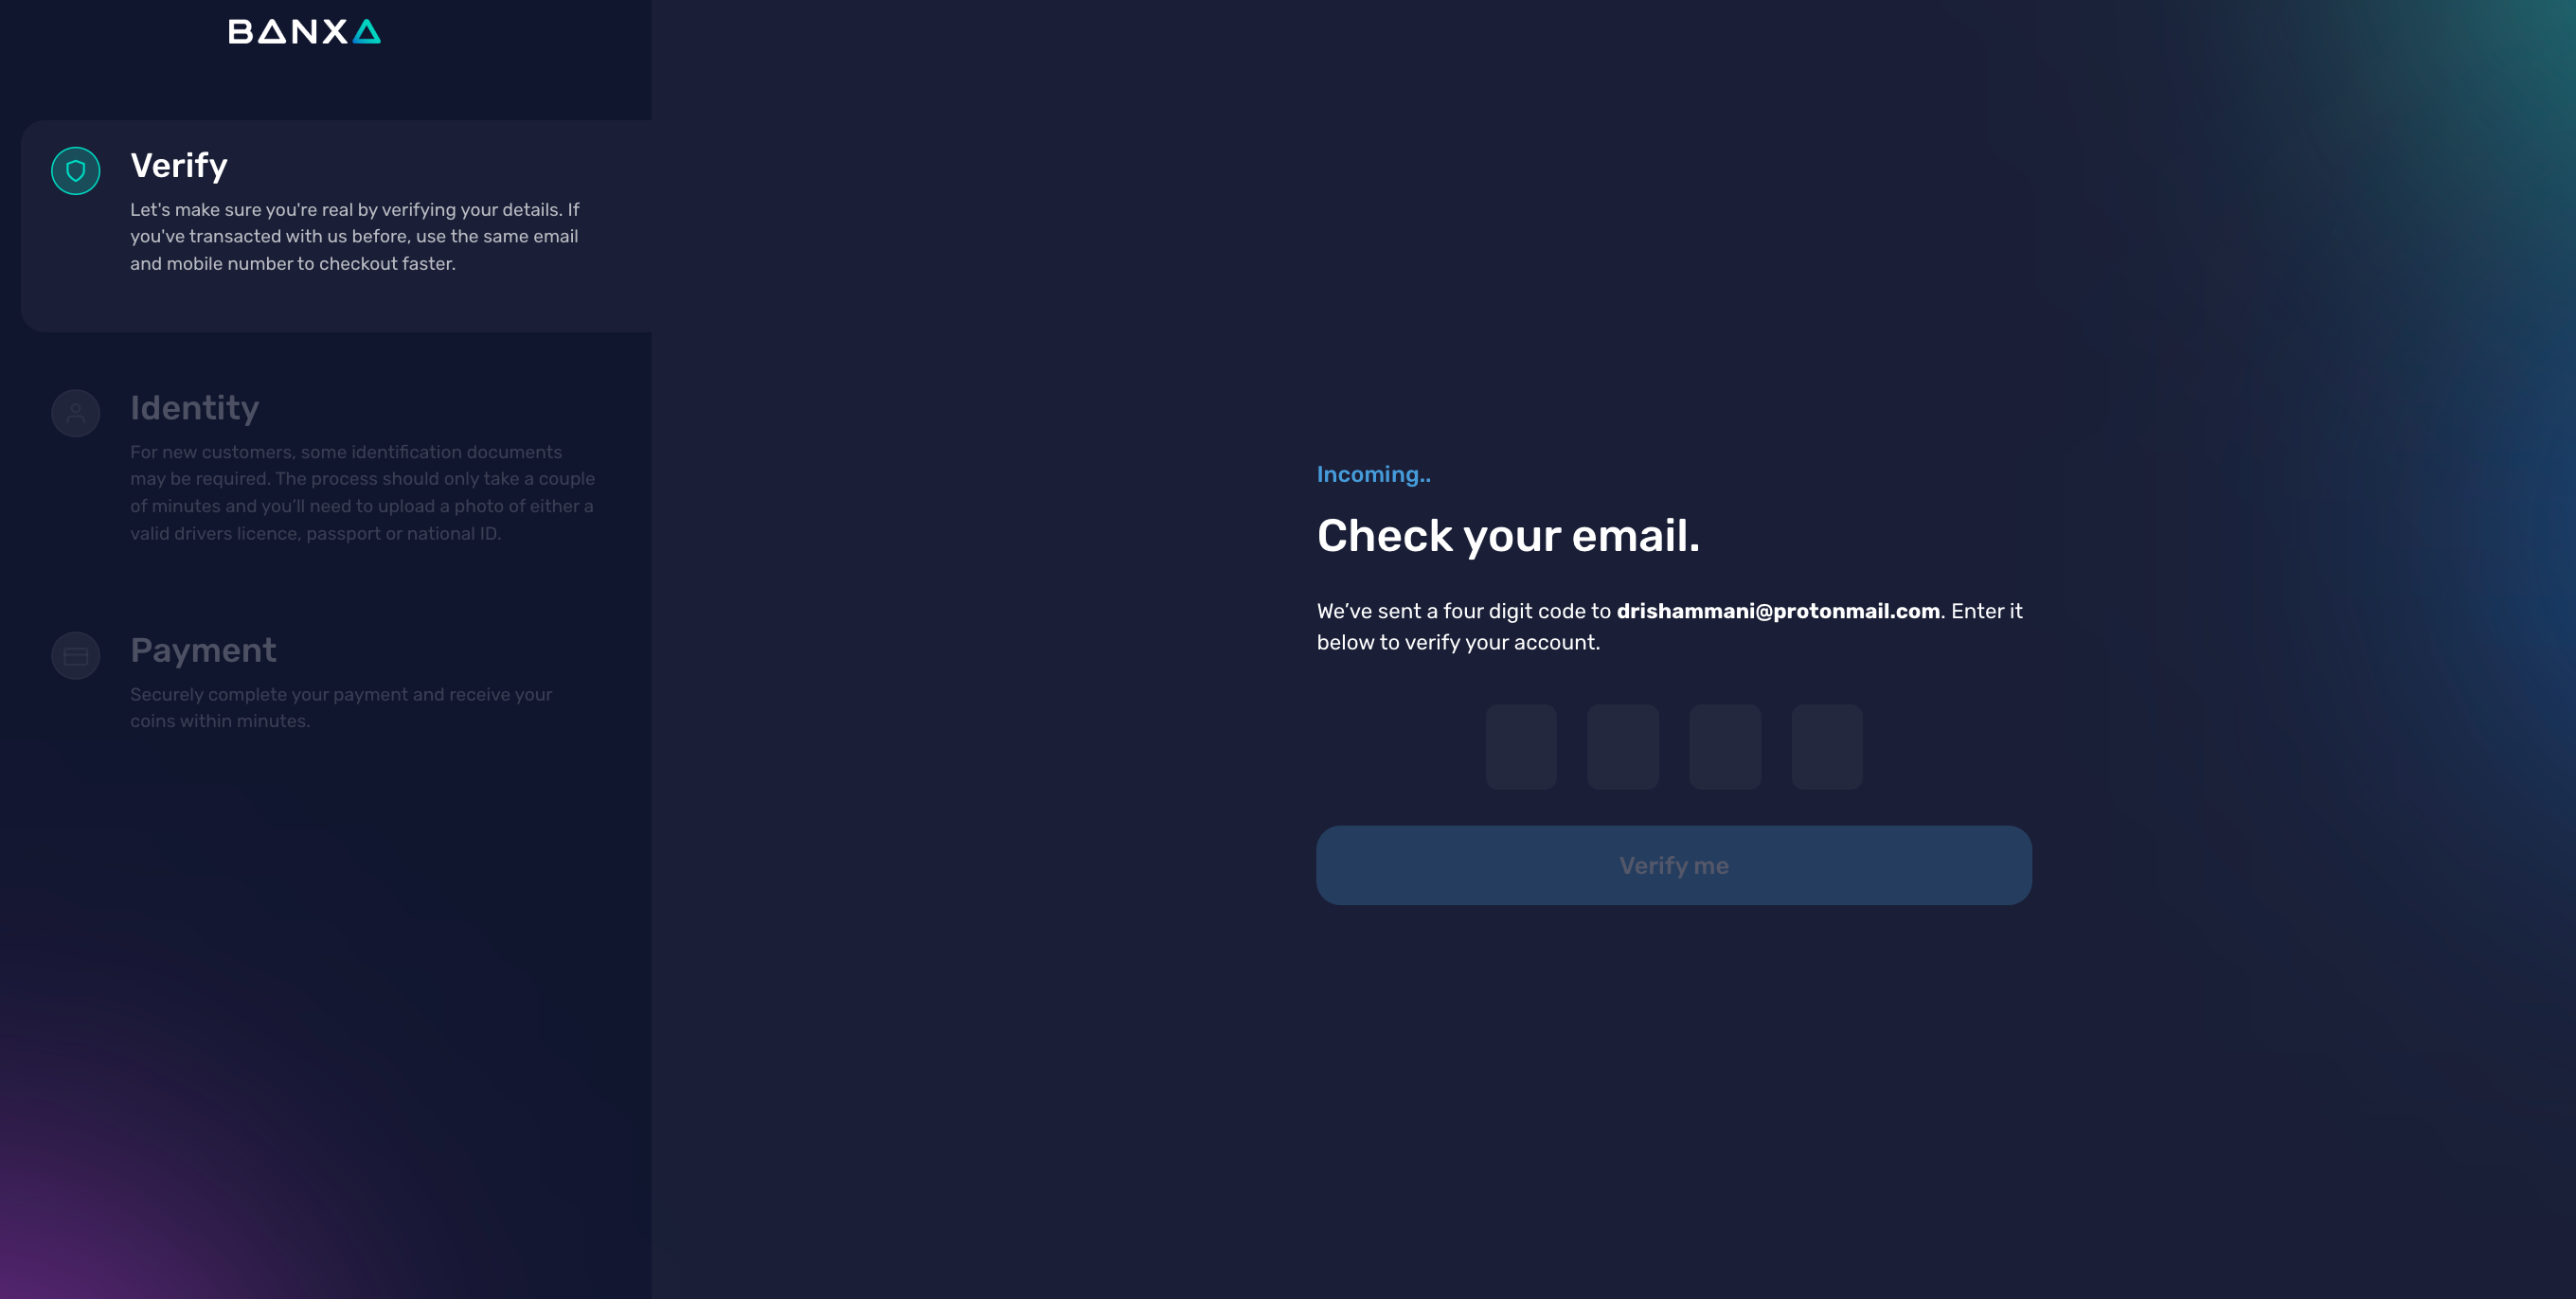 BANXA
Verify
Let's make sure you're real by verifying your details. If
you've transacted with us before, use the same email
and mobile number to checkout faster.
Identity
For new customers, some identification documents
may be required. The process should only take a couple
of minutes and you’ll need to upload a photo of either a
valid drivers licence, passport or national ID.
Payment
Securely complete your payment and receive your
coins within minutes.
Incoming..
Check your email.
We’ve sent a four digit code to drishammani@protonmail.com. Enter it
below to verify your account.
Verify me